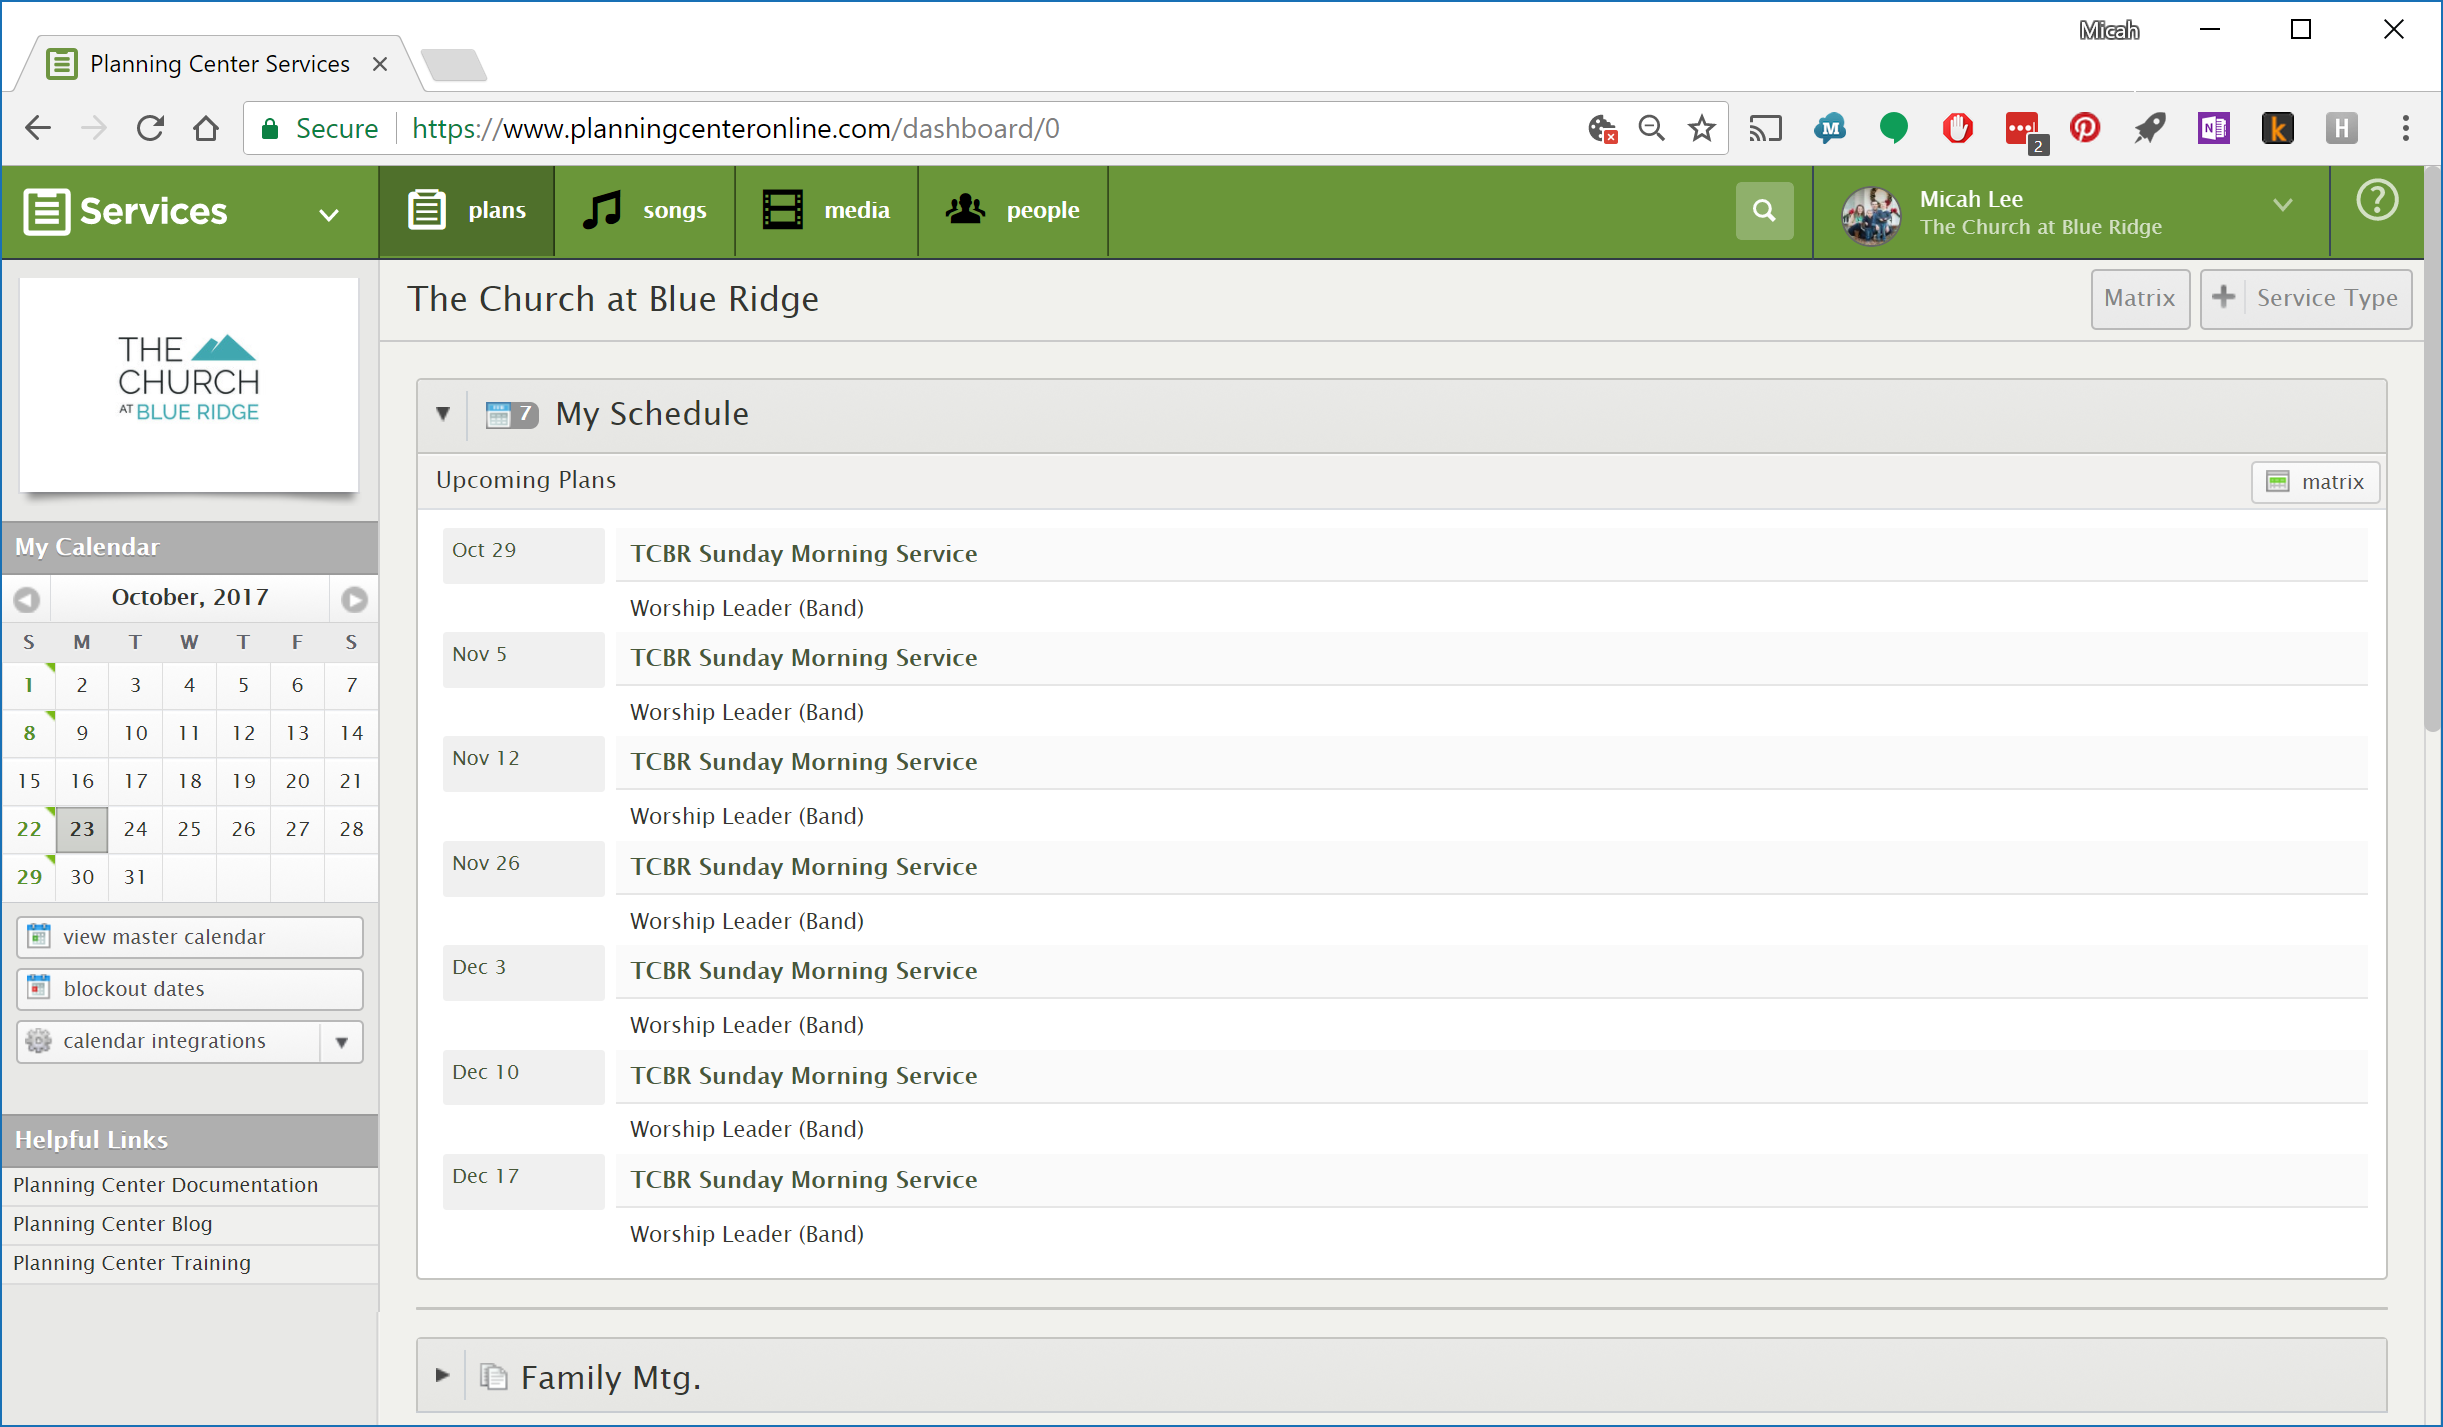 Micah
Planning Center Services
Secure https://www.planningcenteronline.com/dashboard/0
2
Services
plans
songs
media
people
Micah Lee
The Church at Blue Ridge
?
THE
CHURCH
AT BLUE RIDGE
The Church at Blue Ridge
Matrix
Service Type
7 My Schedule
Upcoming Plans
matrix
Oct 29 TCBR Sunday Morning Service
Worship Leader (Band)
Nov 5 TCBR Sunday Morning Service
Worship Leader (Band)
Nov 12 TCBR Sunday Morning Service
Worship Leader (Band)
Nov 26 TCBR Sunday Morning Service
Worship Leader (Band)
Dec 3 TCBR Sunday Morning Service
Worship Leader (Band)
Dec 10 TCBR Sunday Morning Service
Worship Leader (Band)
Dec 17 TCBR Sunday Morning Service
Worship Leader (Band)
Family Mtg.
My Calendar
October, 2017
S M T W T F S
1 2 3 4 5 6 7
8 9 10 11 12 13 14
15 16 17 18 19 20 21
22 23 24 25 26 27 28
29 30 31
view master calendar
blockout dates
calendar integrations
Helpful Links
Planning Center Documentation
Planning Center Blog
Planning Center Training